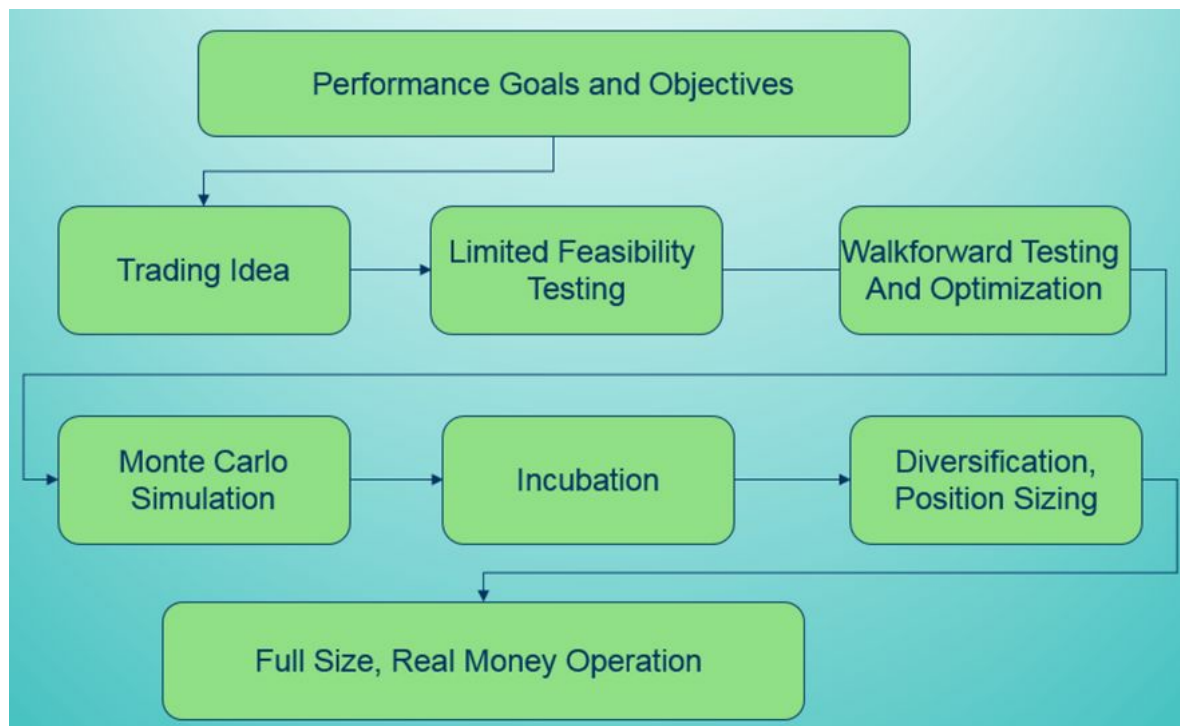 Performance Goals and Objectives
Trading Idea
Limited Feasibility
Testing
Walkforward Testing
And Optimization
Monte Carlo
Simulation
Incubation
Diversification,
Position Sizing
Full Size, Real Money Operation